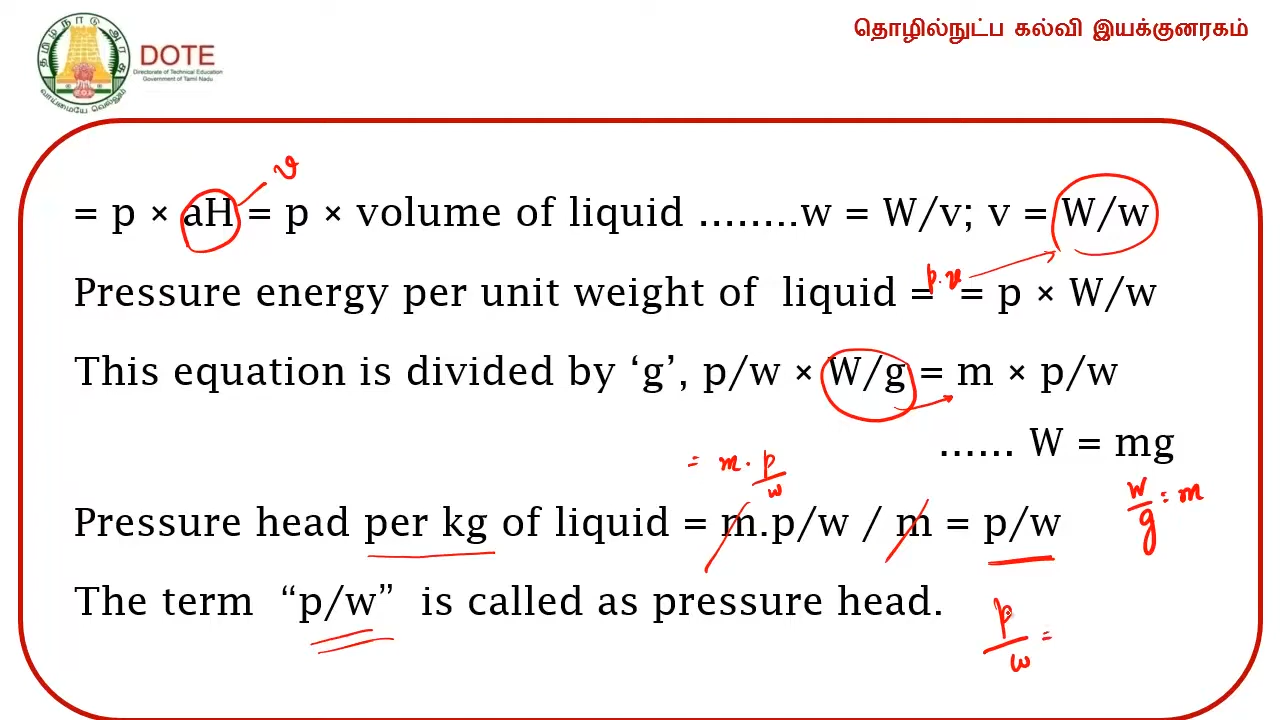 தொழில்நுட்ப கல்வி இயக்குனரகம்
DOTE
Directorate of Technical Education
Government of Tamil Nadu
தமிழ்நாடு அரசு
வாய்மையே வெல்லும்
v
= p × aH = p × volume of liquid ........w = W/v; v = W/w
p.v
Pressure energy per unit weight of liquid = = p × W/w
This equation is divided by ‘g’, p/w × W/g = m × p/w
...... W = mg
= m . p/w
W/g = m
Pressure head per kg of liquid = m.p/w / m = p/w
The term “p/w” is called as pressure head.
p/w =